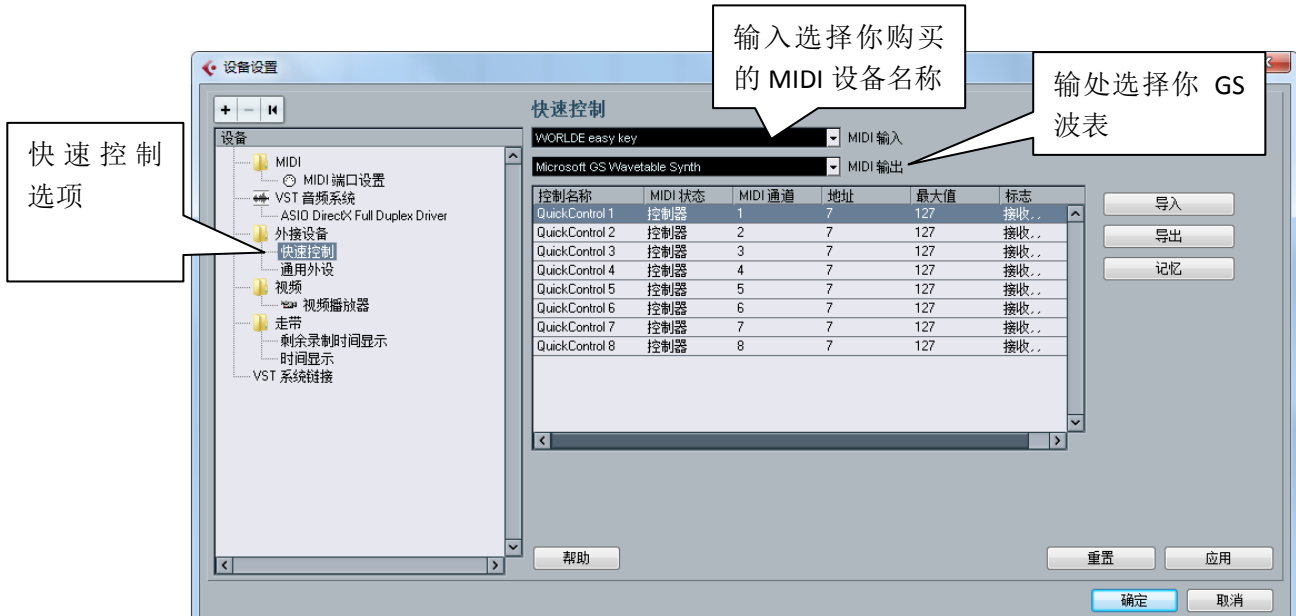 输入选择你购买
的 MIDI 设备名称
输处选择你 GS
波表
快速控制
选项
设备设置
快速控制
设备
MIDI
MIDI 端口设置
VST 音频系统
ASIO DirectX Full Duplex Driver
外接设备
快速控制
通用外设
视频
视频播放器
走带
剩余录制时间显示
时间显示
VST 系统链接
WORLDE easy key MIDI 输入
Microsoft GS Wavetable Synth MIDI 输出
控制名称 MIDI 状态 MIDI 通道 地址 最大值 标志
QuickControl 1 控制器 1 7 127 接收,,
QuickControl 2 控制器 2 7 127 接收,,
QuickControl 3 控制器 3 7 127 接收,,
QuickControl 4 控制器 4 7 127 接收,,
QuickControl 5 控制器 5 7 127 接收,,
QuickControl 6 控制器 6 7 127 接收,,
QuickControl 7 控制器 7 7 127 接收,,
QuickControl 8 控制器 8 7 127 接收,,
导入
导出
记忆
帮助
重置
应用
确定
取消